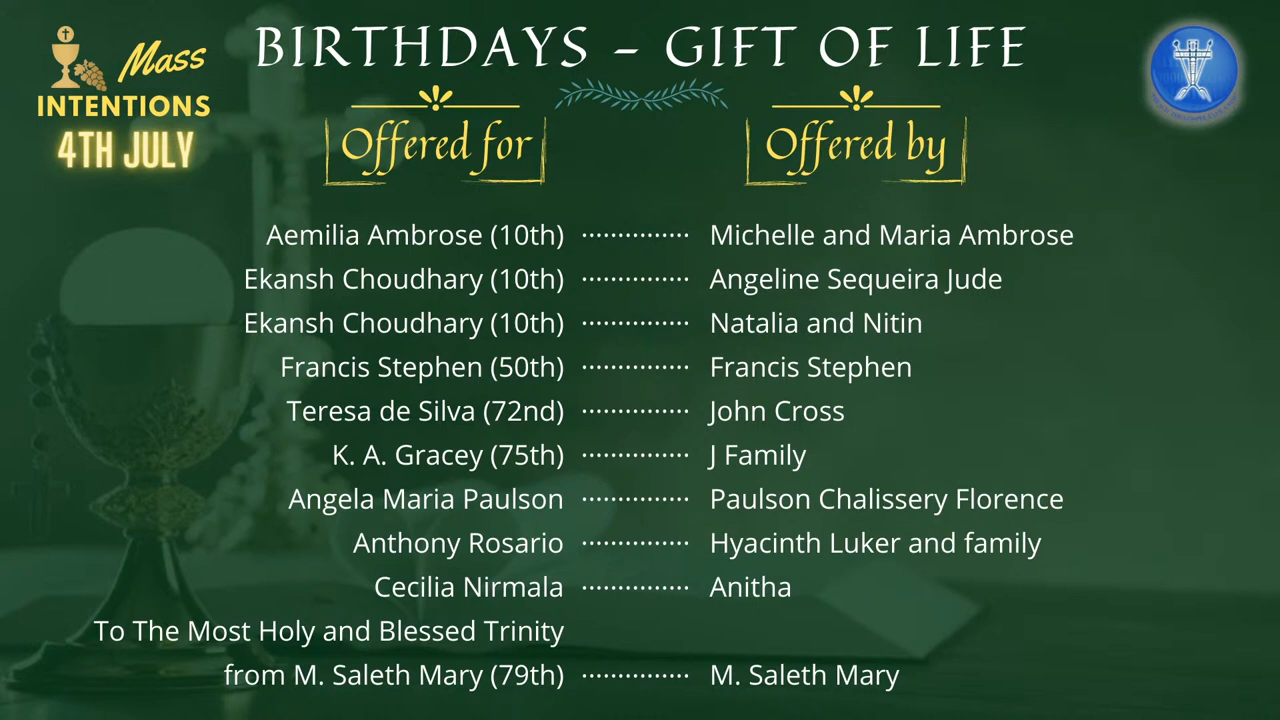 Mass
INTENTIONS
4TH JULY
BIRTHDAYS – GIFT OF LIFE
Offered for Offered by
Aemilia Ambrose (10th) ··············· Michelle and Maria Ambrose
Ekansh Choudhary (10th) ··············· Angeline Sequeira Jude
Ekansh Choudhary (10th) ··············· Natalia and Nitin
Francis Stephen (50th) ··············· Francis Stephen
Teresa de Silva (72nd) ··············· John Cross
K. A. Gracey (75th) ··············· J Family
Angela Maria Paulson ··············· Paulson Chalissery Florence
Anthony Rosario ··············· Hyacinth Luker and family
Cecilia Nirmala ··············· Anitha
To The Most Holy and Blessed Trinity
from M. Saleth Mary (79th) ··············· M. Saleth Mary